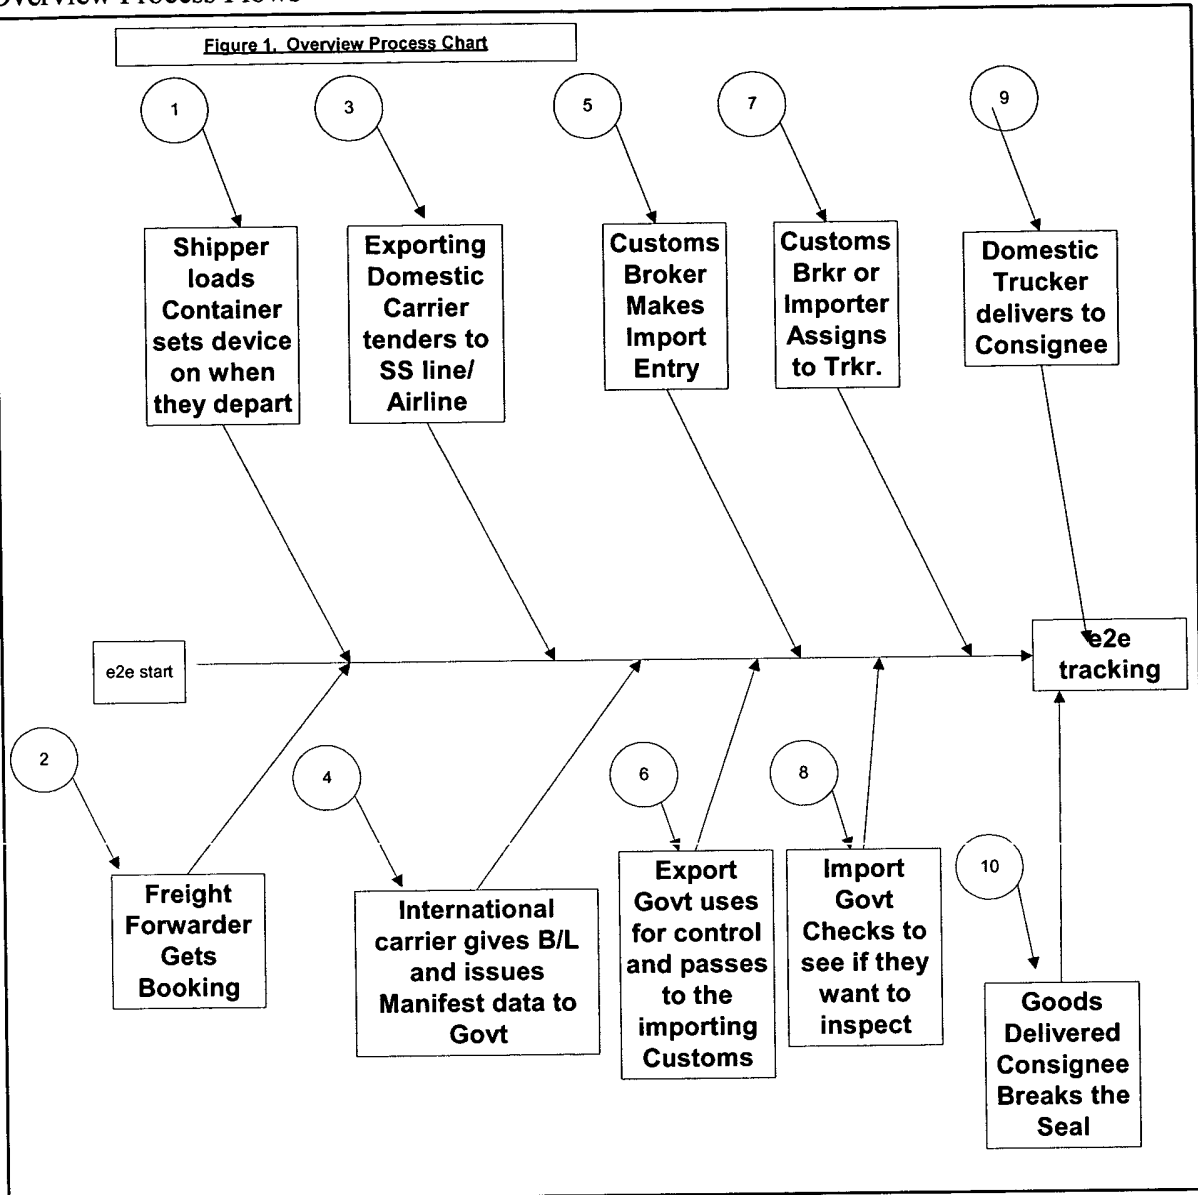 Overview Process Flows
Figure 1. Overview Process Chart
1
3
5
7
9
Shipper
loads
Container
sets device
on when
they depart
Exporting
Domestic
Carrier
tenders to
SS line/
Airline
Customs
Broker
Makes
Import
Entry
Customs
Brkr or
Importer
Assigns
to Trkr.
Domestic
Trucker
delivers to
Consignee
e2e start
e2e
tracking
2
4
6
8
10
Freight
Forwarder
Gets
Booking
International
carrier gives B/L
and issues
Manifest data to
Govt
Export
Govt uses
for control
and passes
to the
importing
Customs
Import
Govt
Checks to
see if they
want to
inspect
Goods
Delivered
Consignee
Breaks the
Seal